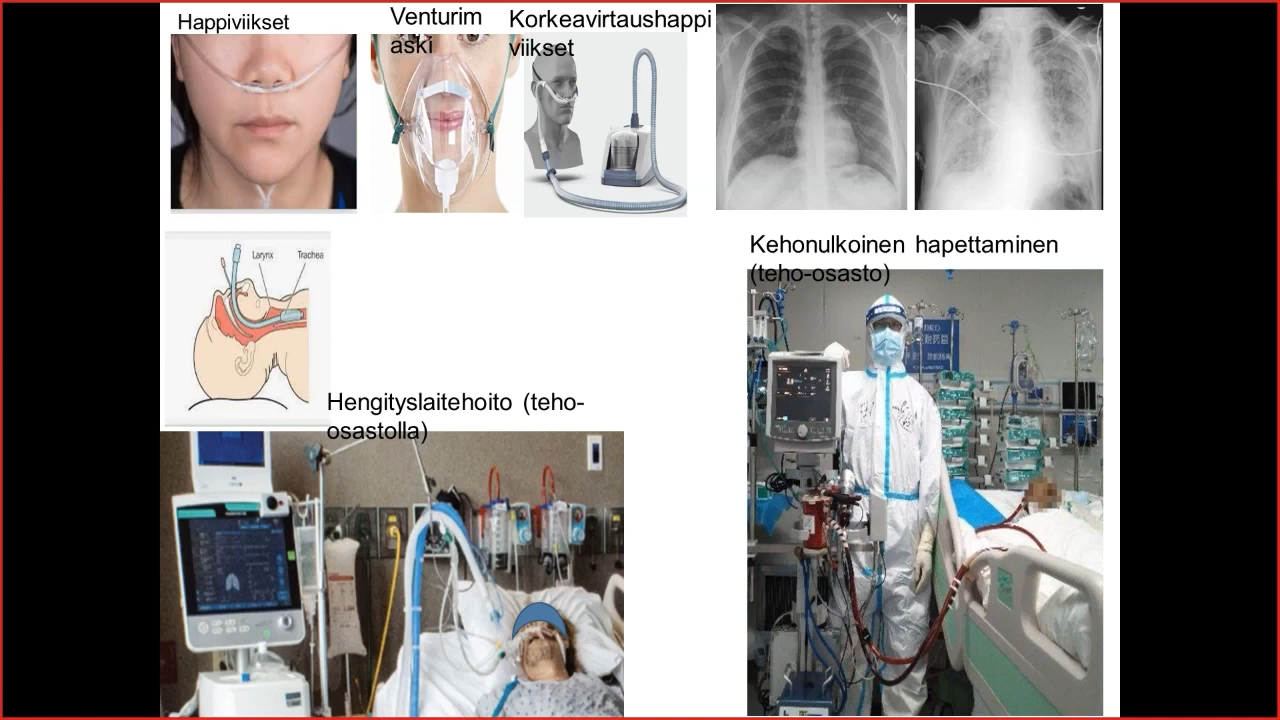 Happiviikset
Venturim
aski
Korkeavirtaushappi
viikset
Larynx
Trachea
Kehonulkoinen hapettaminen
(teho-osasto)
Hengityslaitehoito (teho-
osastolla)